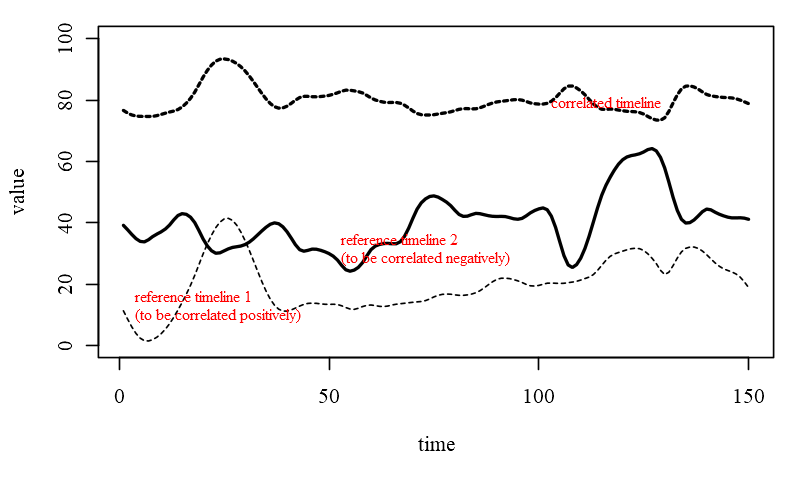 100
80
60
40
20
0
value
correlated timeline
reference timeline 2
(to be correlated negatively)
reference timeline 1
(to be correlated positively)
0 50 100 150
time